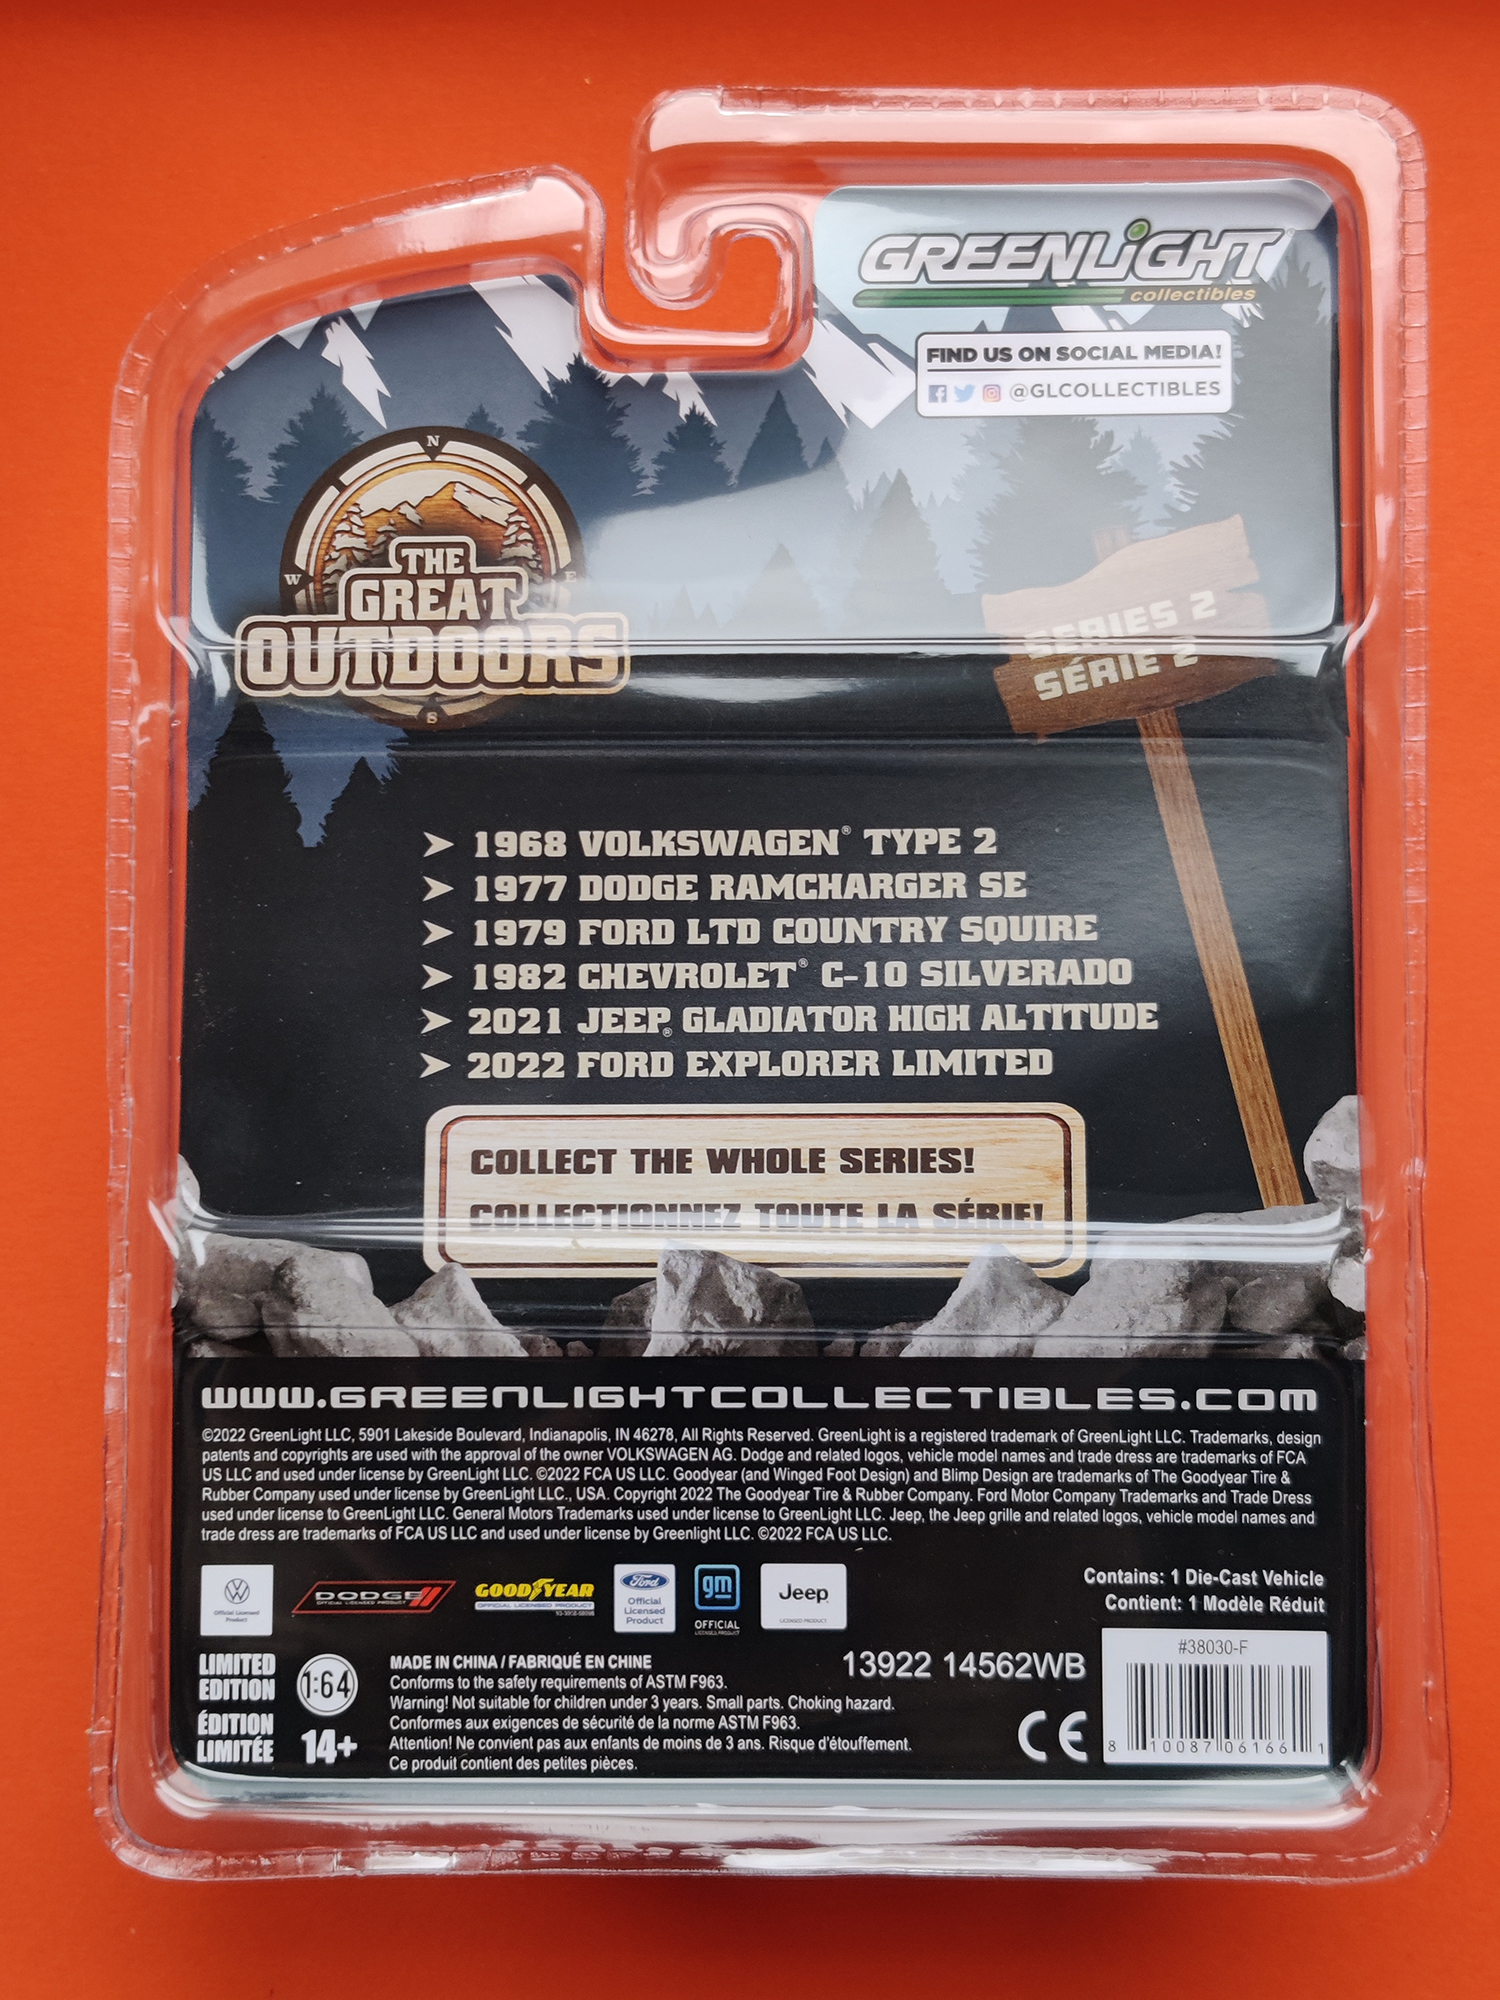 GREENLiGHT
collectibles
FIND US ON SOCIAL MEDIA!
@GLCOLLECTIBLES
N
W E
THE
GREAT
OUTDOORS
S
SERIES 2
SÉRIE 2
1968 VOLKSWAGEN® TYPE 2
1977 DODGE RAMCHARGER SE
1979 FORD LTD COUNTRY SQUIRE
1982 CHEVROLET® C-10 SILVERADO
2021 JEEP® GLADIATOR HIGH ALTITUDE
2022 FORD EXPLORER LIMITED
COLLECT THE WHOLE SERIES!
COLLECTIONNEZ TOUTE LA SÉRIE!
WWW.GREENLIGHTCOLLECTIBLES.COM
©2022 GreenLight LLC, 5901 Lakeside Boulevard, Indianapolis, IN 46278, All Rights Reserved. GreenLight is a registered trademark of GreenLight LLC. Trademarks, design
patents and copyrights are used with the approval of the owner VOLKSWAGEN AG. Dodge and related logos, vehicle model names and trade dress are trademarks of FCA
US LLC and used under license by GreenLight LLC. ©2022 FCA US LLC. Goodyear (and Winged Foot Design) and Blimp Design are trademarks of The Goodyear Tire &
Rubber Company used under license by GreenLight LLC., USA. Copyright 2022 The Goodyear Tire & Rubber Company. Ford Motor Company Trademarks and Trade Dress
used under license to GreenLight LLC. General Motors Trademarks used under license to GreenLight LLC. Jeep, the Jeep grille and related logos, vehicle model names and
trade dress are trademarks of FCA US LLC and used under license by Greenlight LLC. ©2022 FCA US LLC.
Official Licensed
Product
DODGE
OFFICIAL LICENSED PRODUCT
GOODYEAR
OFFICIAL LICENSED PRODUCT
Ford
Official
Licensed
Product
gm
OFFICIAL
LICENSED PRODUCT
Jeep
LICENSED PRODUCT
Contains: 1 Die-Cast Vehicle
Contient: 1 Modèle Réduit
LIMITED
EDITION
ÉDITION
LIMITÉE
1:64
14+
MADE IN CHINA / FABRIQUÉ EN CHINE
Conforms to the safety requirements of ASTM F963.
Warning! Not suitable for children under 3 years. Small parts. Choking hazard.
Conformes aux exigences de sécurité de la norme ASTM F963.
Attention! Ne convient pas aux enfants de moins de 3 ans. Risque d'étouffement.
Ce produit contient des petites pièces.
13922 14562WB
CE
#38030-F
8 10087 06166 1